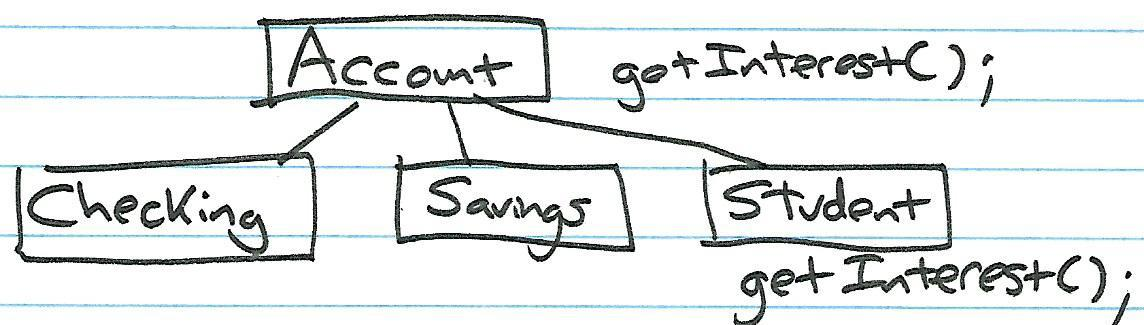 Account getInterest();
Checking Savings Student
getInterest();